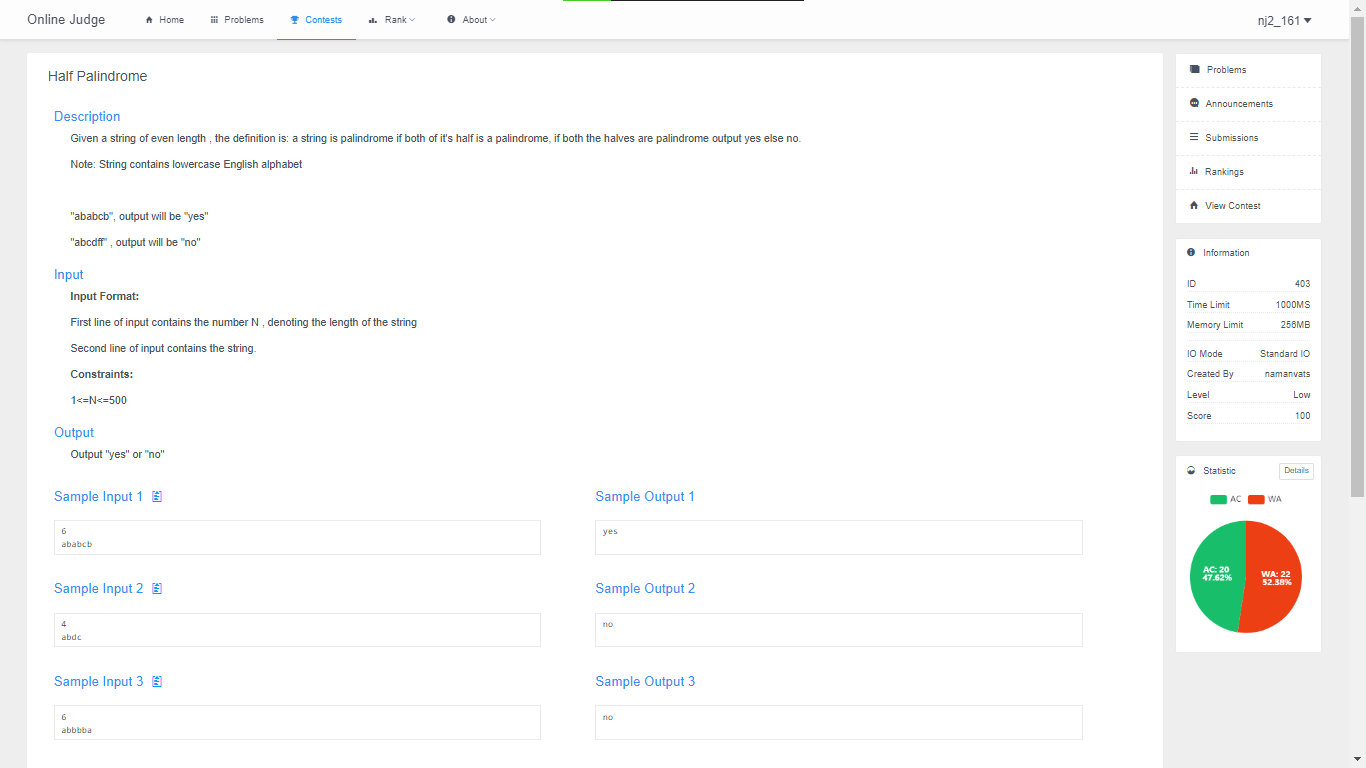 Online Judge Home Problems Contests Rank About nj2_161
Half Palindrome
Description
Given a string of even length , the definition is: a string is palindrome if both of it's half is a palindrome, if both the halves are palindrome output yes else no.
Note: String contains lowercase English alphabet
"ababcb", output will be "yes"
"abcdff" , output will be "no"
Input
Input Format:
First line of input contains the number N , denoting the length of the string
Second line of input contains the string.
Constraints:
1<=N<=500
Output
Output "yes" or "no"
Sample Input 1
6
ababcb
Sample Output 1
yes
Sample Input 2
4
abdc
Sample Output 2
no
Sample Input 3
6
abbbba
Sample Output 3
no
Problems
Announcements
Submissions
Rankings
View Contest
Information
ID 403
Time Limit 1000MS
Memory Limit 256MB
IO Mode Standard IO
Created By namanvats
Level Low
Score 100
Statistic Details
AC WA
AC: 20
47.62%
WA: 22
52.38%